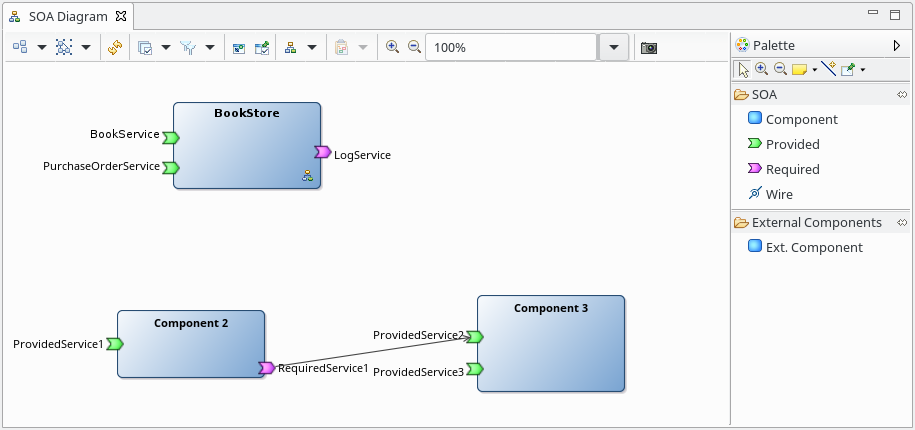 SOA Diagram
100%
BookStore
BookService
PurchaseOrderService
LogService
Component 2
ProvidedService1
RequiredService1
Component 3
ProvidedService2
ProvidedService3
Palette
SOA
Component
Provided
Required
Wire
External Components
Ext. Component